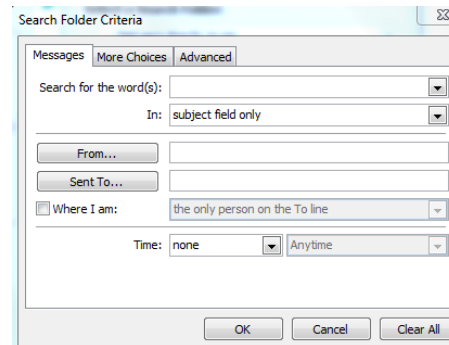 Search Folder Criteria
Messages More Choices Advanced
Search for the word(s):
In: subject field only
From...
Sent To...
Where I am: the only person on the To line
Time: none Anytime
OK Cancel Clear All